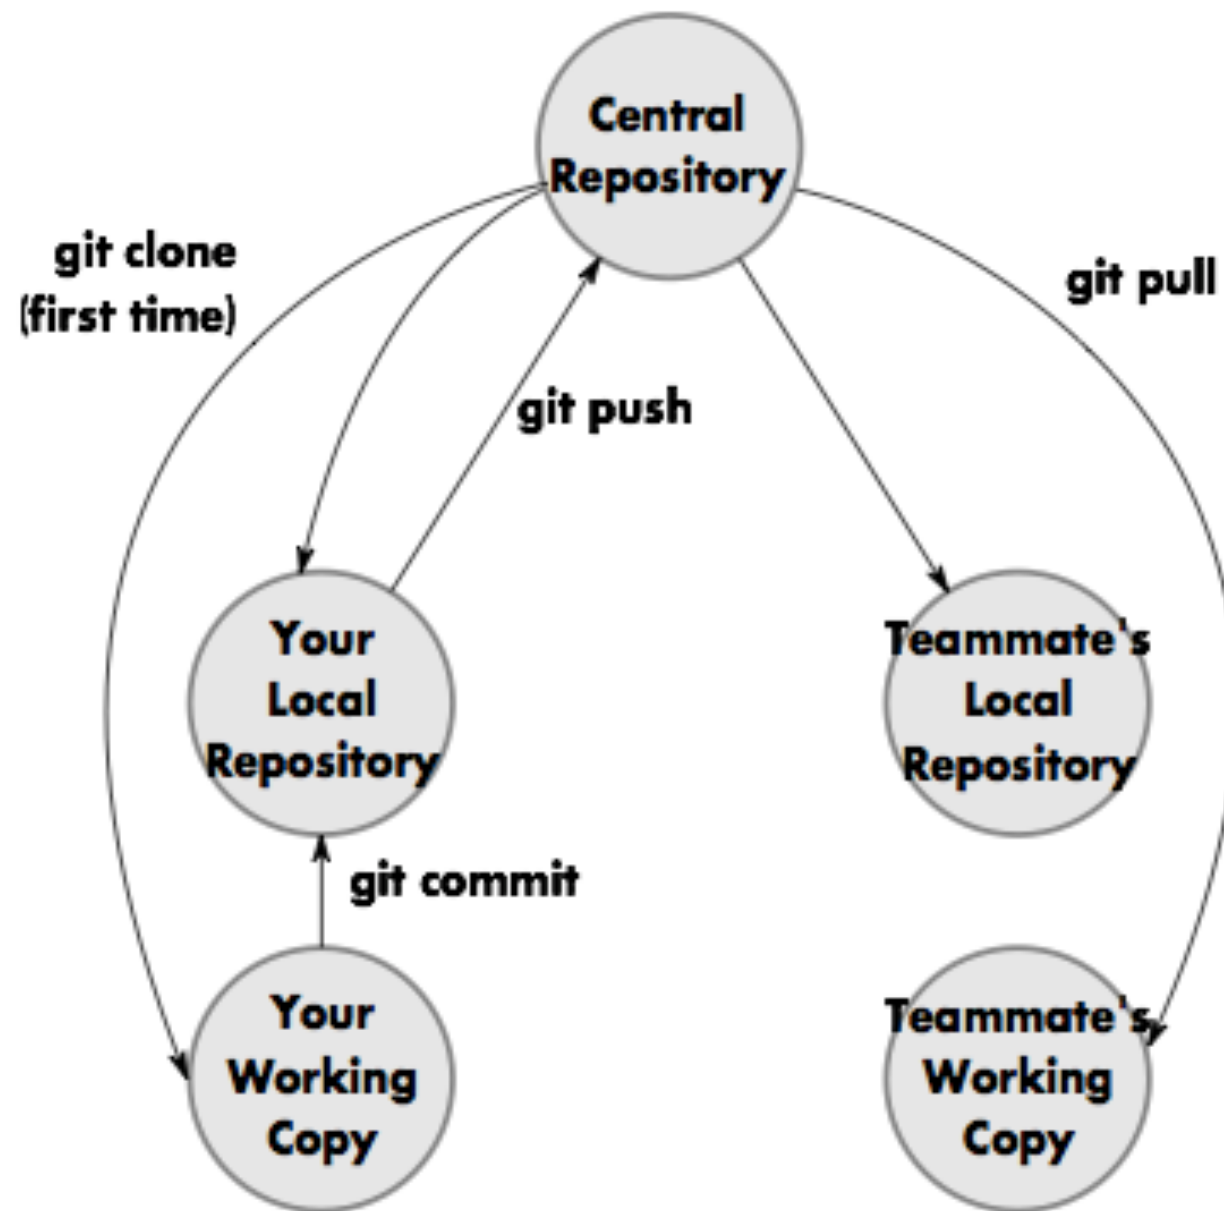 Central
Repository
git clone
(first time)
git pull
git push
Your
Local
Repository
Teammate's
Local
Repository
git commit
Your
Working
Copy
Teammate's
Working
Copy